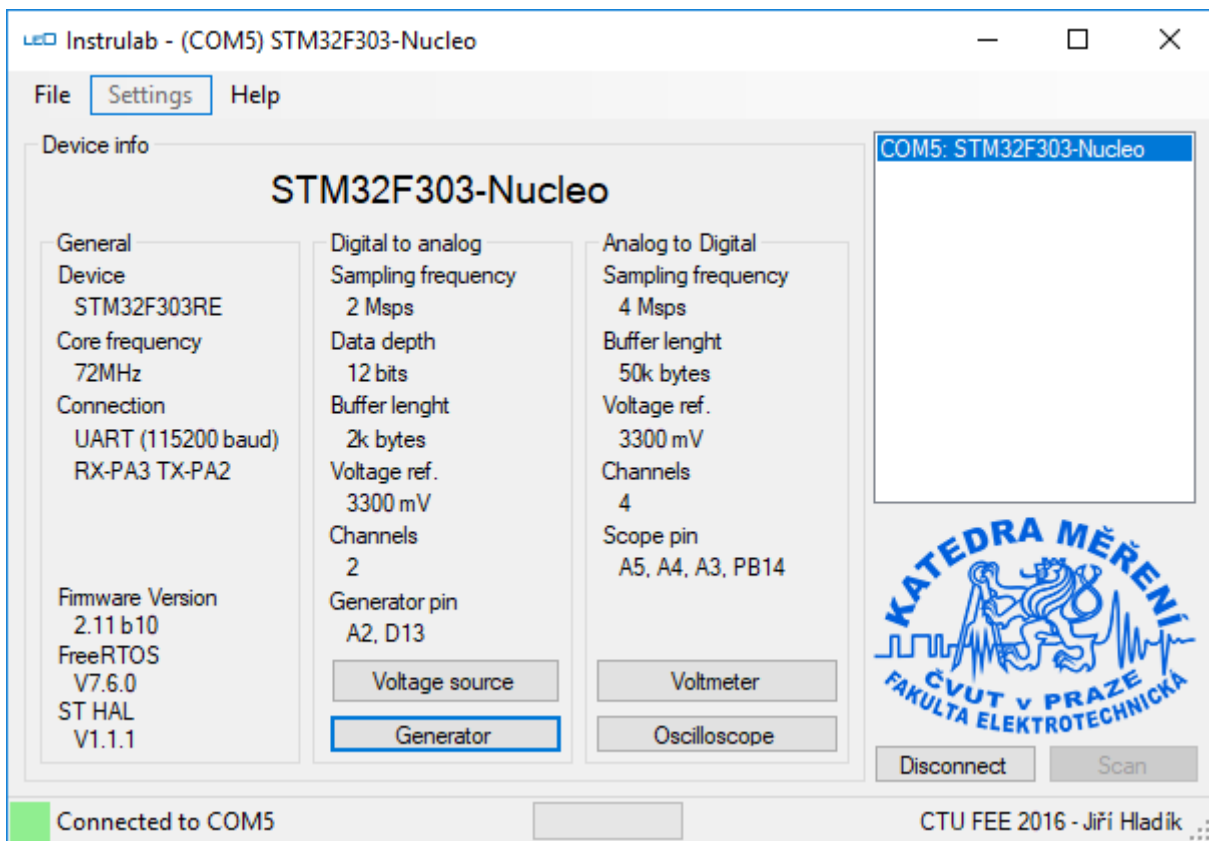 LEO Instrulab - (COM5) STM32F303-Nucleo
File Settings Help
Device info
STM32F303-Nucleo
General
Device
STM32F303RE
Core frequency
72MHz
Connection
UART (115200 baud)
RX-PA3 TX-PA2
Firmware Version
2.11 b10
FreeRTOS
V7.6.0
ST HAL
V1.1.1
Digital to analog
Sampling frequency
2 Msps
Data depth
12 bits
Buffer lenght
2k bytes
Voltage ref.
3300 mV
Channels
2
Generator pin
A2, D13
Voltage source
Generator
Analog to Digital
Sampling frequency
4 Msps
Buffer lenght
50k bytes
Voltage ref.
3300 mV
Channels
4
Scope pin
A5, A4, A3, PB14
Voltmeter
Oscilloscope
COM5: STM32F303-Nucleo
KATEDRA MĚŘENÍ
ČVUT v PRAZE
FAKULTA ELEKTROTECHNICKÁ
Disconnect Scan
Connected to COM5
CTU FEE 2016 - Jiří Hladík